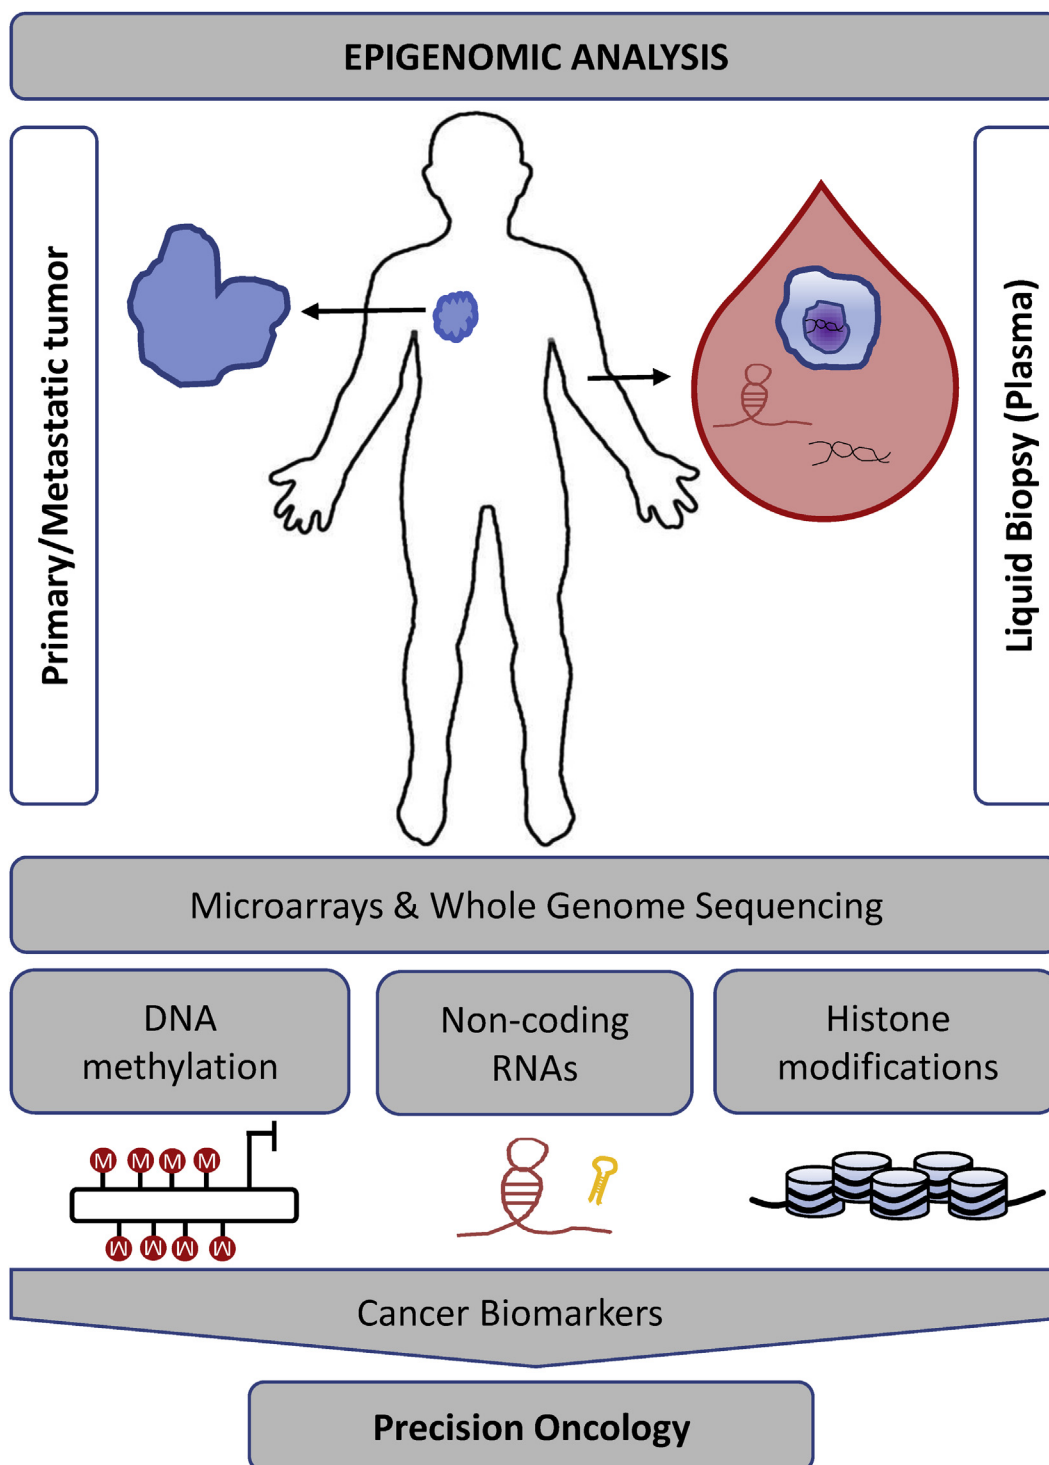 EPIGENOMIC ANALYSIS
Primary/Metastatic tumor
Liquid Biopsy (Plasma)
Microarrays & Whole Genome Sequencing
DNA
methylation
Non-coding
RNAs
Histone
modifications
M M M M
M M M M
Cancer Biomarkers
Precision Oncology